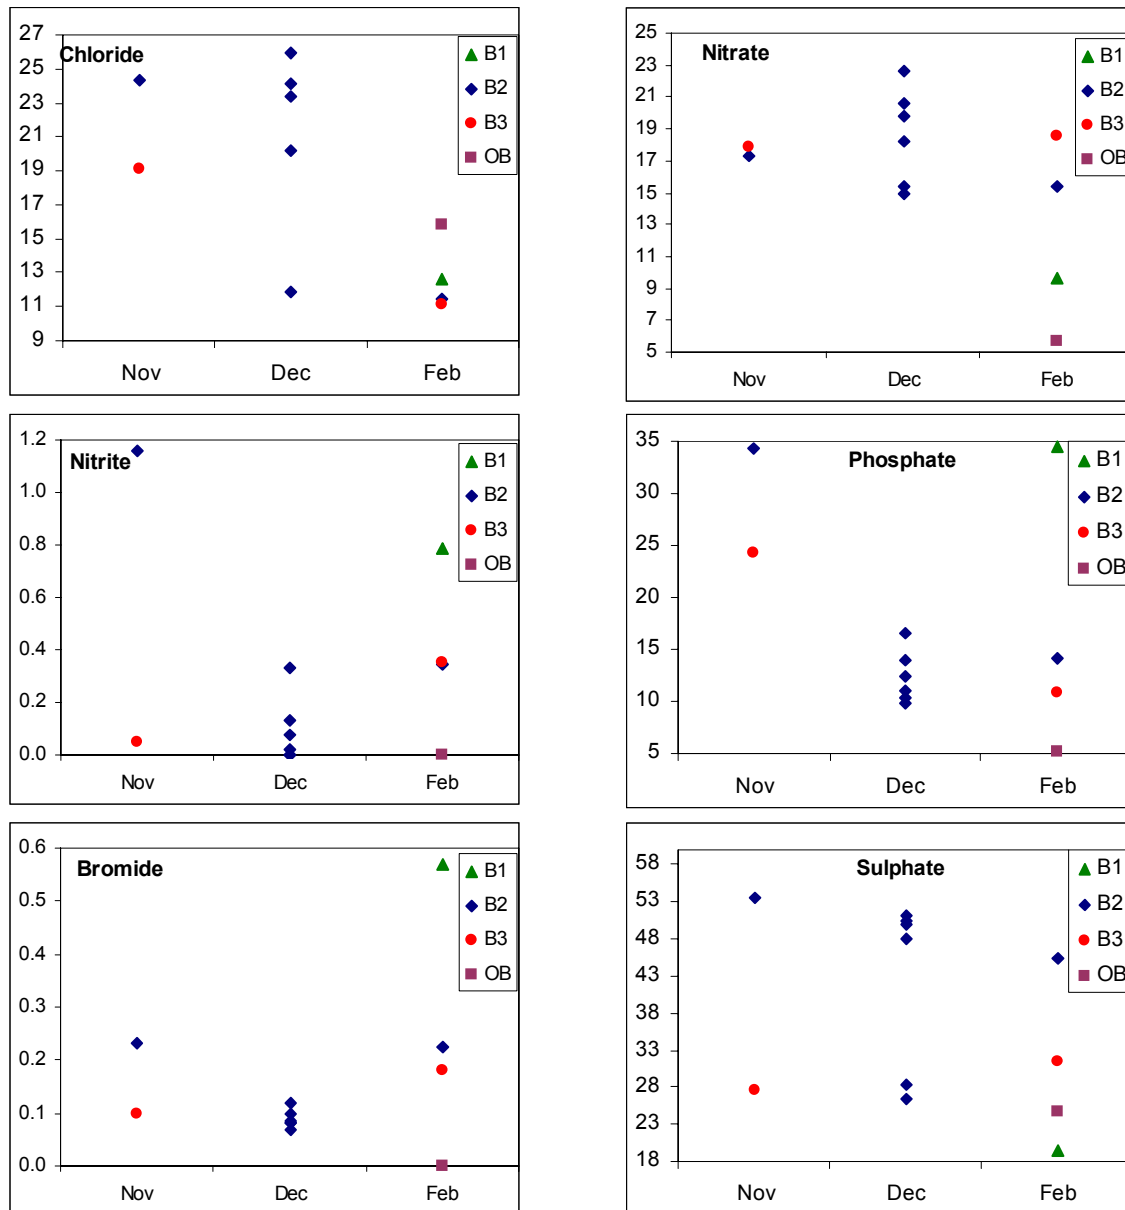 Chloride
27
25
23
21
19
17
15
13
11
9
Nov Dec Feb
B1
B2
B3
OB
Nitrate
25
23
21
19
17
15
13
11
9
7
5
Nov Dec Feb
B1
B2
B3
OB
Nitrite
1.2
1.0
0.8
0.6
0.4
0.2
0.0
Nov Dec Feb
B1
B2
B3
OB
Phosphate
35
30
25
20
15
10
5
Nov Dec Feb
B1
B2
B3
OB
Bromide
0.6
0.5
0.4
0.3
0.2
0.1
0.0
Nov Dec Feb
B1
B2
B3
OB
Sulphate
58
53
48
43
38
33
28
23
18
Nov Dec Feb
B1
B2
B3
OB